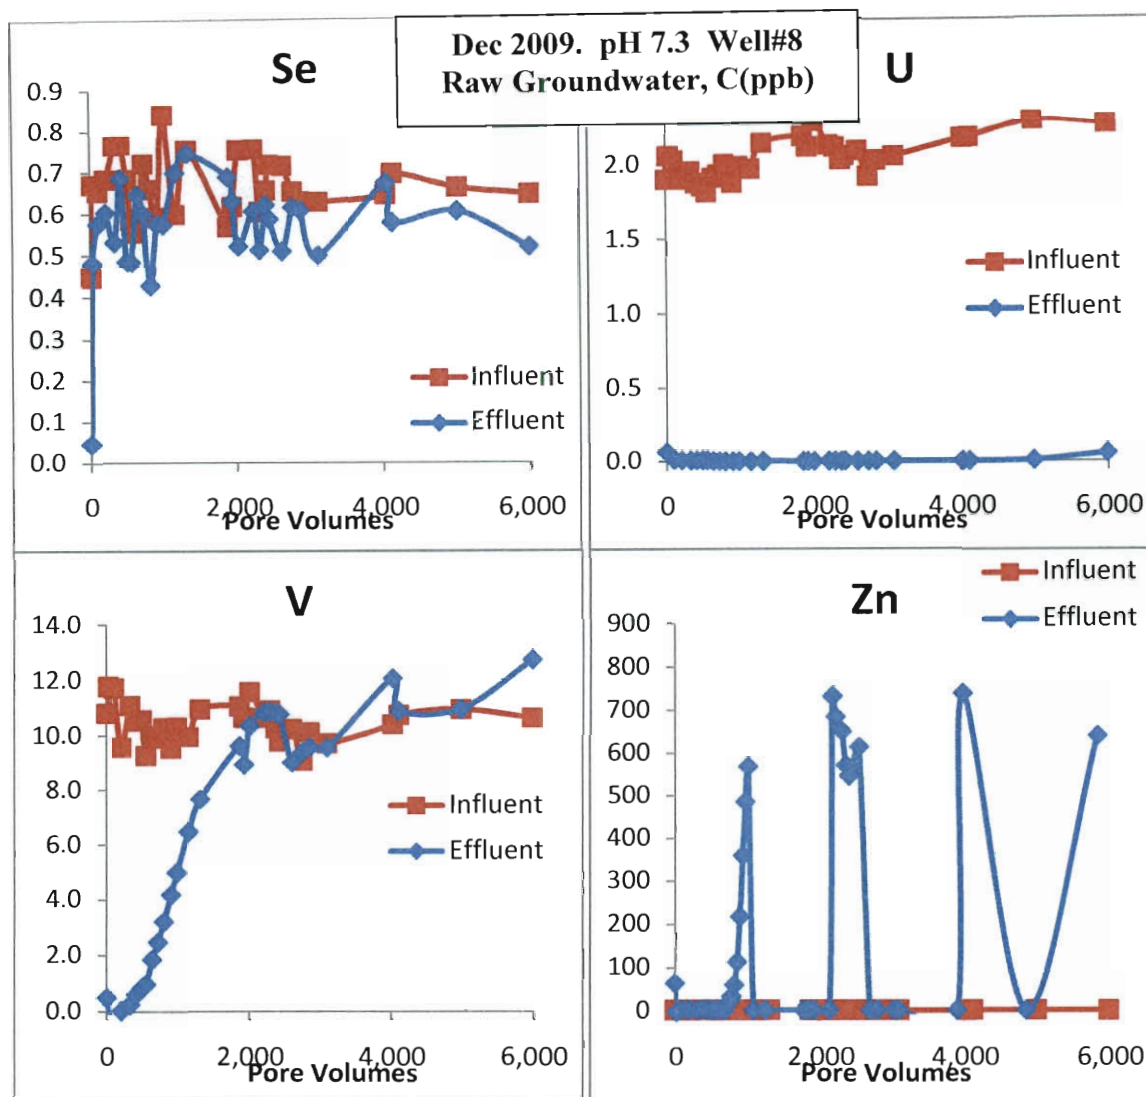 Dec 2009. pH 7.3 Well#8
Raw Groundwater, C(ppb)
Se
0.9
0.8
0.7
0.6
0.5
0.4
0.3
0.2
0.1
0.0
Influent
Effluent
0 2,000 4,000 6,000
Pore Volumes
U
2.0
1.5
1.0
0.5
0.0
Influent
Effluent
0 2,000 4,000 6,000
Pore Volumes
V
14.0
12.0
10.0
8.0
6.0
4.0
2.0
0.0
Influent
Effluent
0 2,000 4,000 6,000
Pore Volumes
Influent
Effluent
Zn
900
800
700
600
500
400
300
200
100
0
0 2,000 4,000 6,000
Pore Volumes